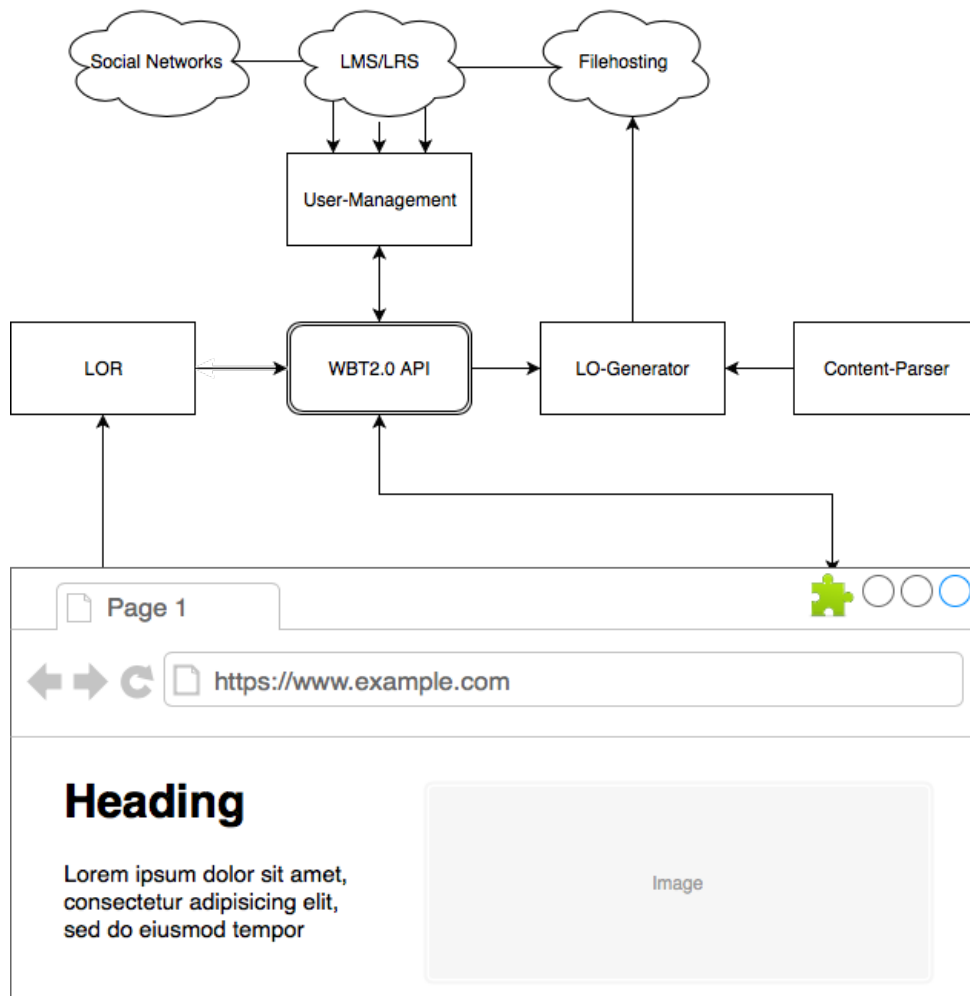 Social Networks
LMS/LRS
Filehosting
User-Management
LOR
WBT2.0 API
LO-Generator
Content-Parser
Page 1
https://www.example.com
Heading
Lorem ipsum dolor sit amet,
consectetur adipisicing elit,
sed do eiusmod tempor
Image